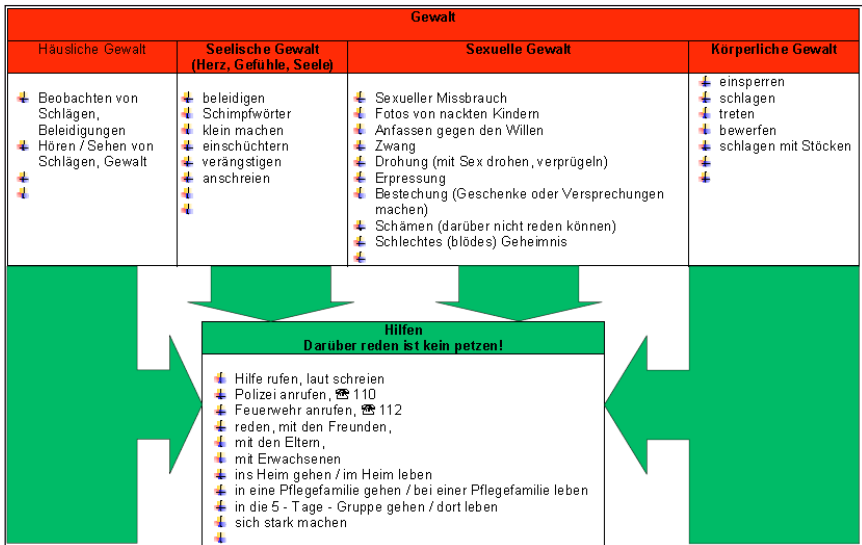 Gewalt
Häusliche Gewalt
Seelische Gewalt
(Herz, Gefühle, Seele)
Sexuelle Gewalt
Körperliche Gewalt
Beobachten von
Schlägen,
Beleidigungen
Hören / Sehen von
Schlägen, Gewalt
beleidigen
Schimpfwörter
klein machen
einschüchtern
verängstigen
anschreien
Sexueller Missbrauch
Fotos von nackten Kindern
Anfassen gegen den Willen
Zwang
Drohung (mit Sex drohen, verprügeln)
Erpressung
Bestechung (Geschenke oder Versprechungen
machen)
Schämen (darüber nicht reden können)
Schlechtes (blödes) Geheimnis
einsperren
schlagen
treten
bewerfen
schlagen mit Stöcken
Hilfen
Darüber reden ist kein petzen!
Hilfe rufen, laut schreien
Polizei anrufen, ☎ 110
Feuerwehr anrufen, ☎ 112
reden, mit den Freunden,
mit den Eltern,
mit Erwachsenen
ins Heim gehen / im Heim leben
in eine Pflegefamilie gehen / bei einer Pflegefamilie leben
in die 5 - Tage - Gruppe gehen / dort leben
sich stark machen